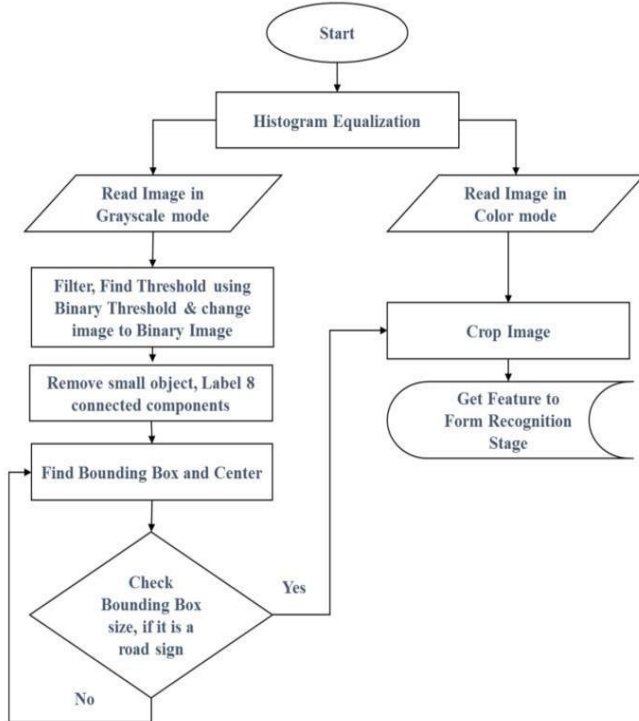 Start
Histogram Equalization
Read Image in
Grayscale mode
Read Image in
Color mode
Filter, Find Threshold using
Binary Threshold & change
image to Binary Image
Crop Image
Remove small object, Label 8
connected components
Get Feature to
Form Recognition
Stage
Find Bounding Box and Center
Check
Bounding Box
size, if it is a
road sign
Yes
No